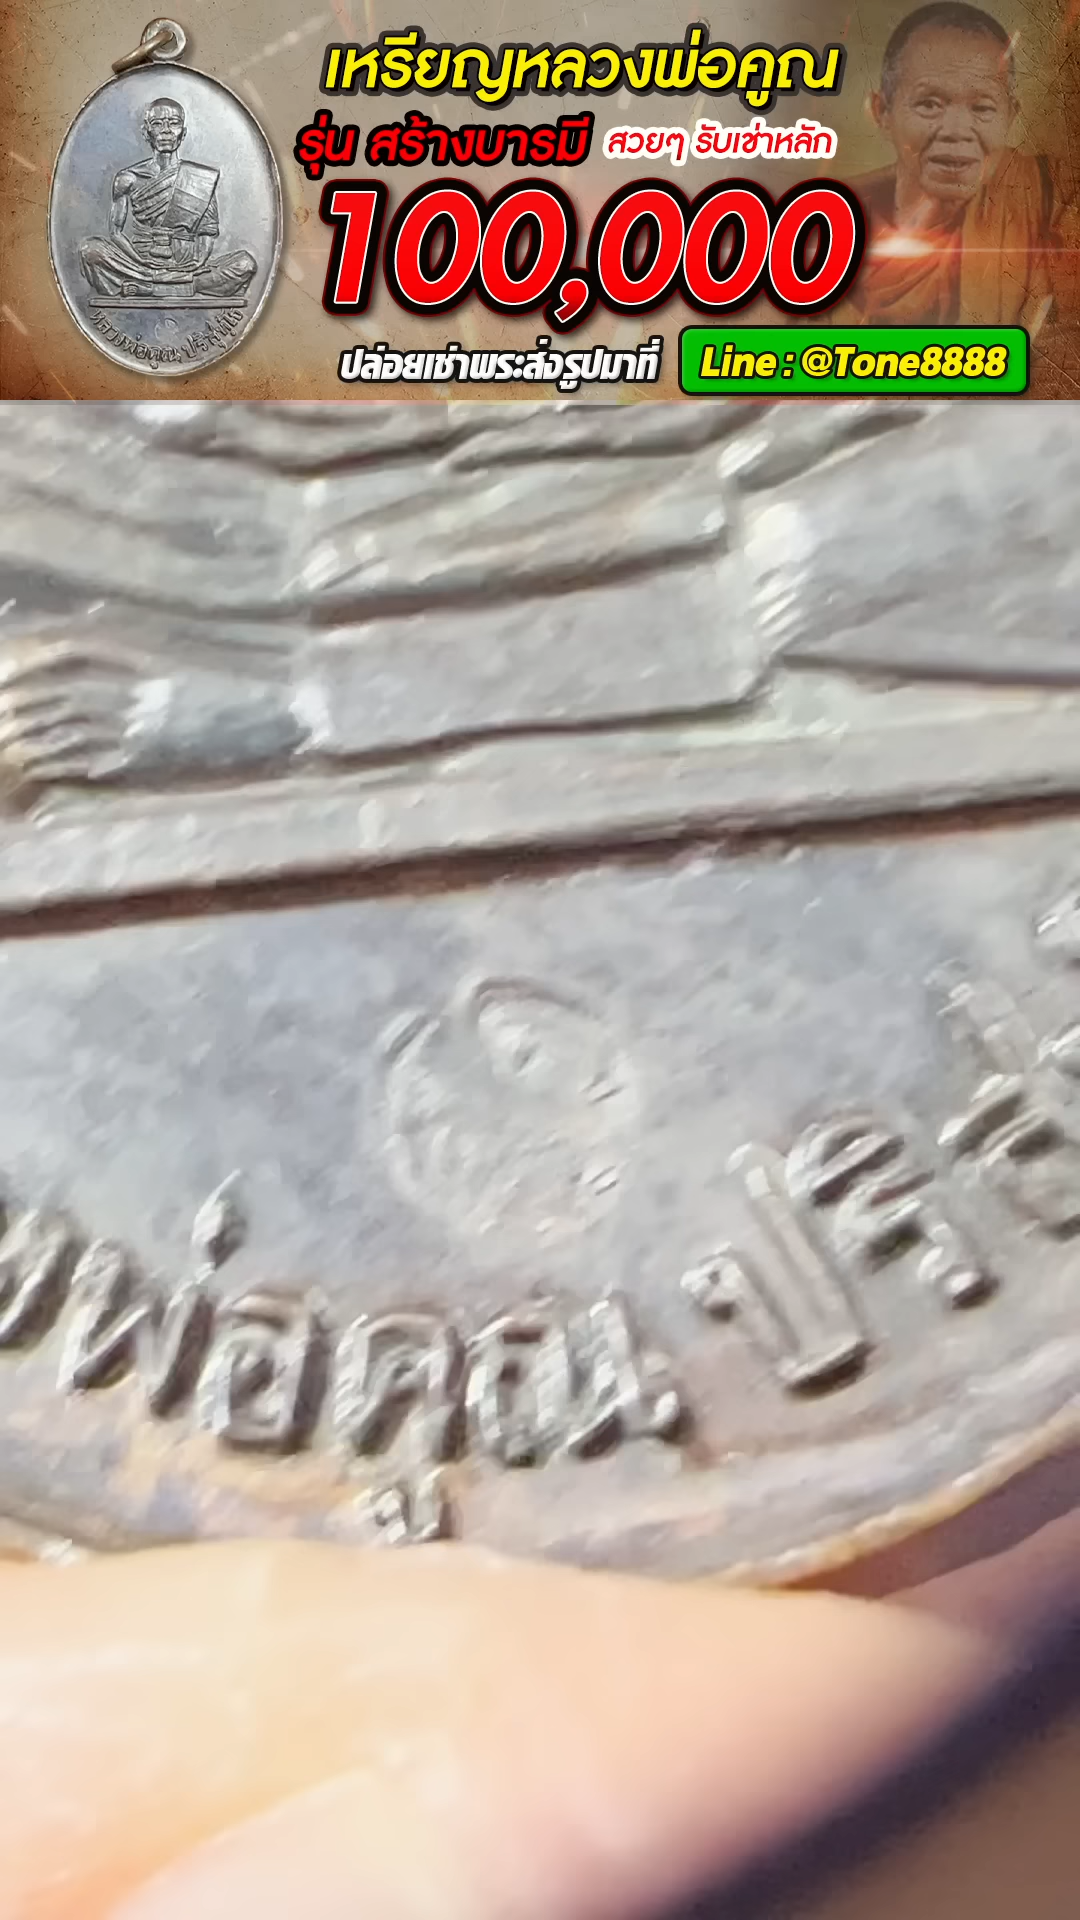 เหรียญหลวงพ่อคูณ
รุ่น สร้างบารมี สวยๆ รับเช่าหลัก
100,000
ปล่อยเช่าพระส่งรูปมาที่ Line : @Tone8888
หลวงพ่อคูณ ปริสุทฺโธ
พ่อคูณ ปริ